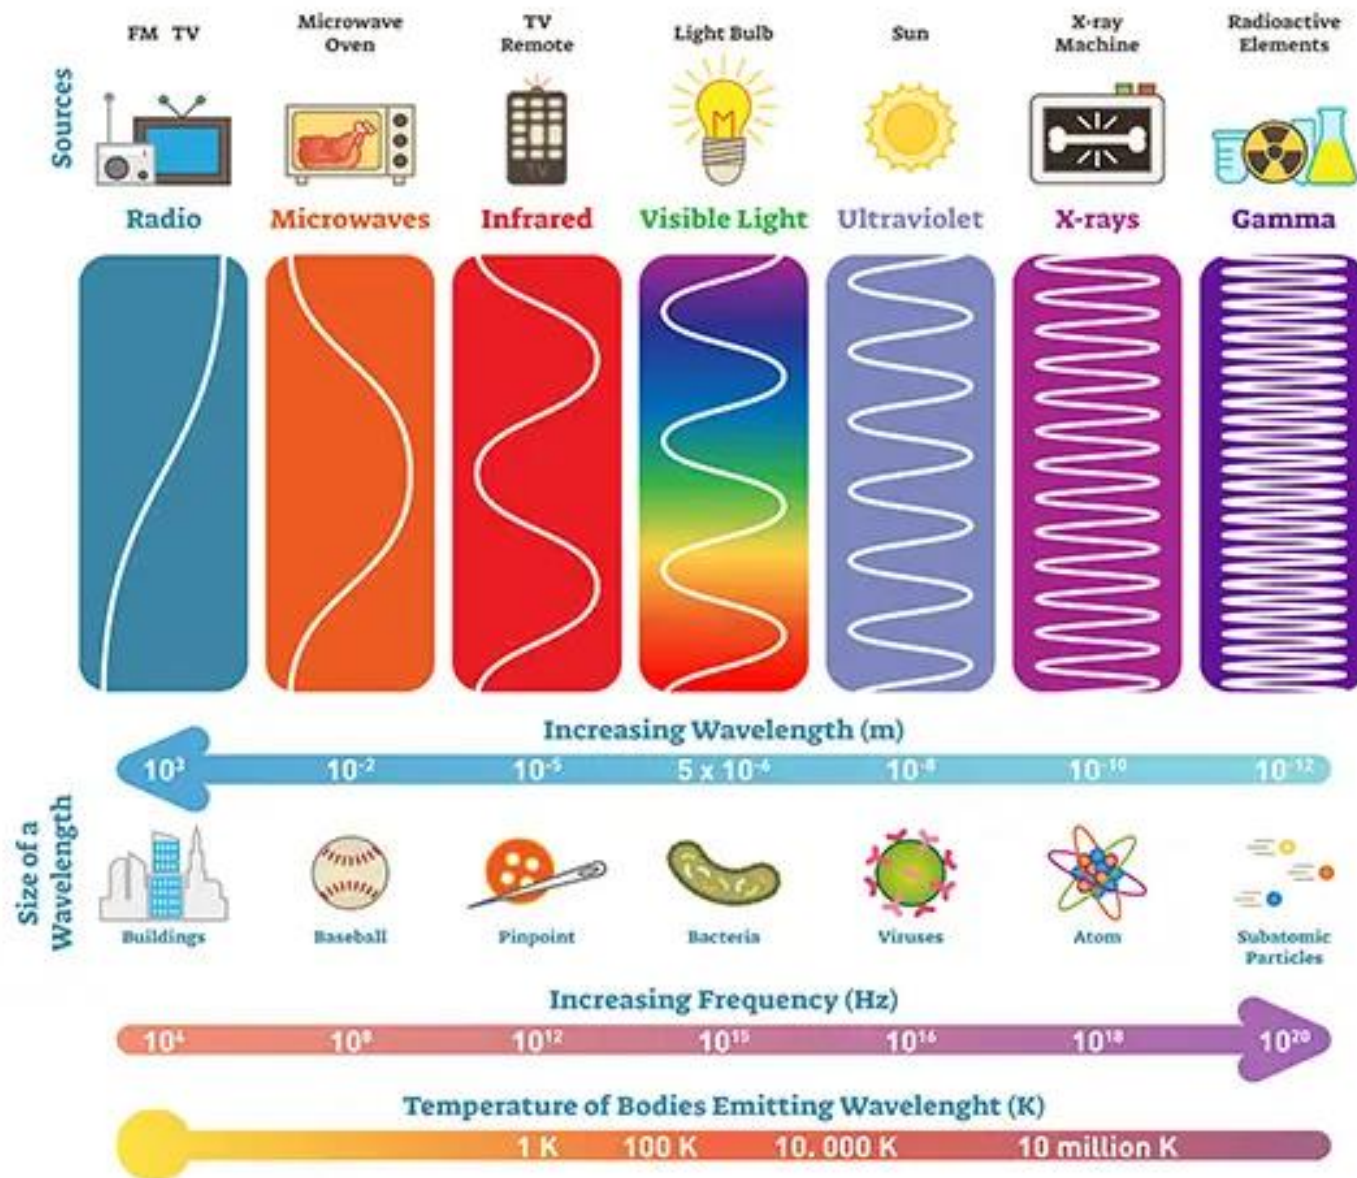 FM TV
Microwave
Oven
TV
Remote
Light Bulb
Sun
X-ray
Machine
Radioactive
Elements
Sources
TV
Radio
Microwaves
Infrared
Visible Light
Ultraviolet
X-rays
Gamma
Increasing Wavelength (m)
10³
10⁻²
10⁻⁵
5 x 10⁻⁶
10⁻⁸
10⁻¹⁰
10⁻¹²
Size of a
Wavelength
Buildings
Baseball
Pinpoint
Bacteria
Viruses
Atom
Subatomic
Particles
Increasing Frequency (Hz)
10⁴
10⁸
10¹²
10¹⁵
10¹⁶
10¹⁸
10²⁰
Temperature of Bodies Emitting Wavelenght (K)
1 K
100 K
10.000 K
10 million K